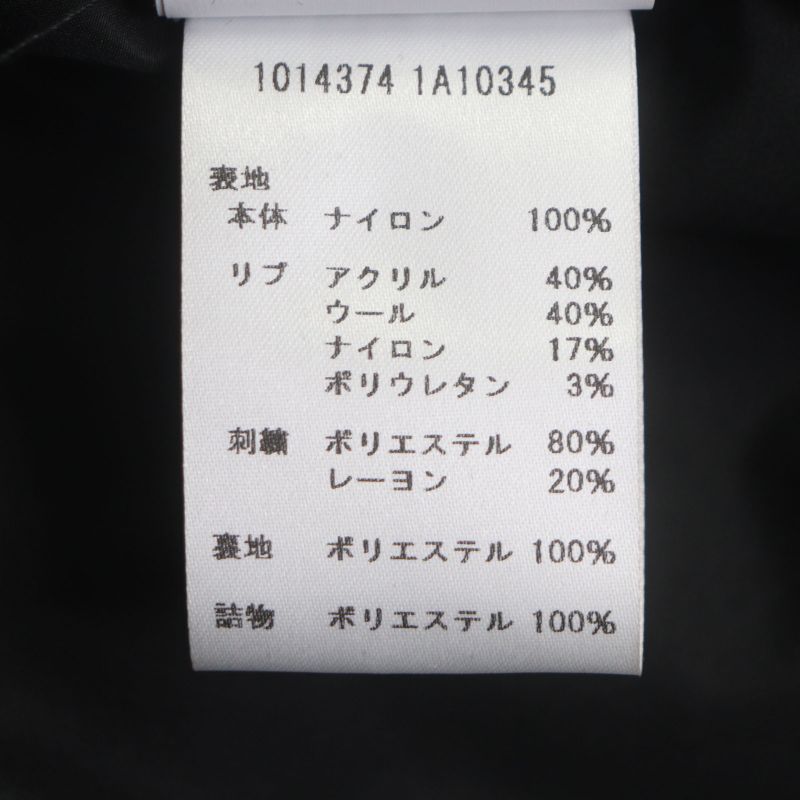 1014374 1A10345
表地
本体 ナイロン 100%
リブ アクリル 40%
ウール 40%
ナイロン 17%
ポリウレタン 3%
刺繍 ポリエステル 80%
レーヨン 20%
裏地 ポリエステル 100%
詰物 ポリエステル 100%